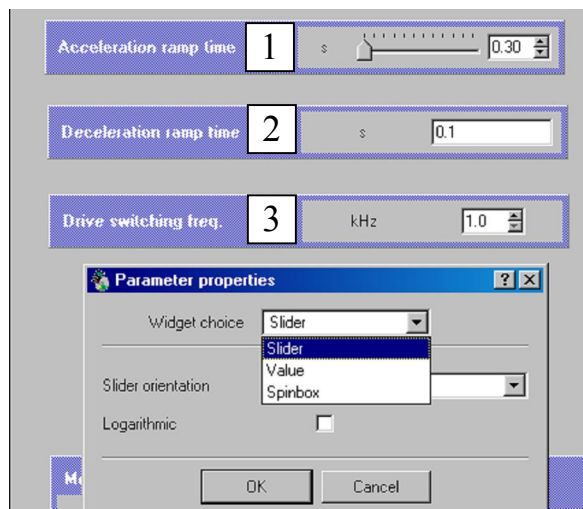 Acceleration ramp time 1 s 0.30
Deceleration ramp time 2 s 0.1
Drive switching freq. 3 kHz 1.0
Parameter properties
Widget choice Slider
Slider
Value
Spinbox
Slider orientation
Logarithmic
OK Cancel